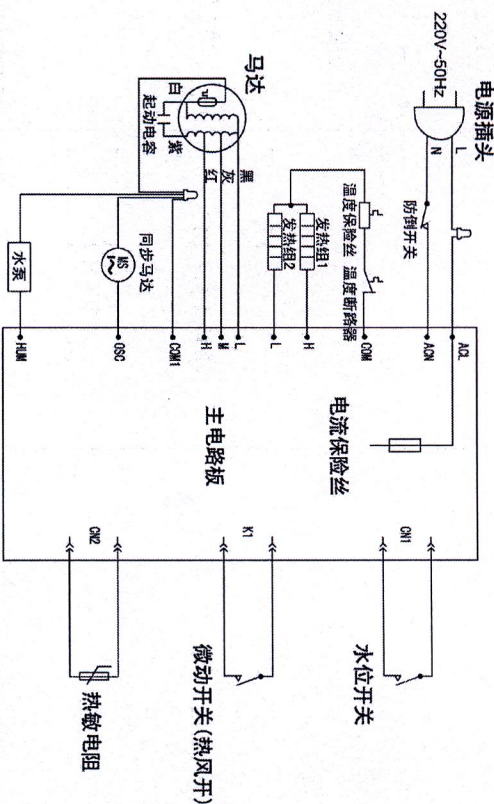 电源插头
L
ACL
220V~50Hz
N
ACN
防倒开关
CN1
COM
水位开关
温度保险丝 温度断路器
电流保险丝
发热组1
H
发热组2
L
马达
黑
L
K1
灰
M
主电路板
红
H
微动开关(热风开)
白
紫
COM1
起动电容
同步马达
MS
OSC
CN2
热敏电阻
水泵
HUM